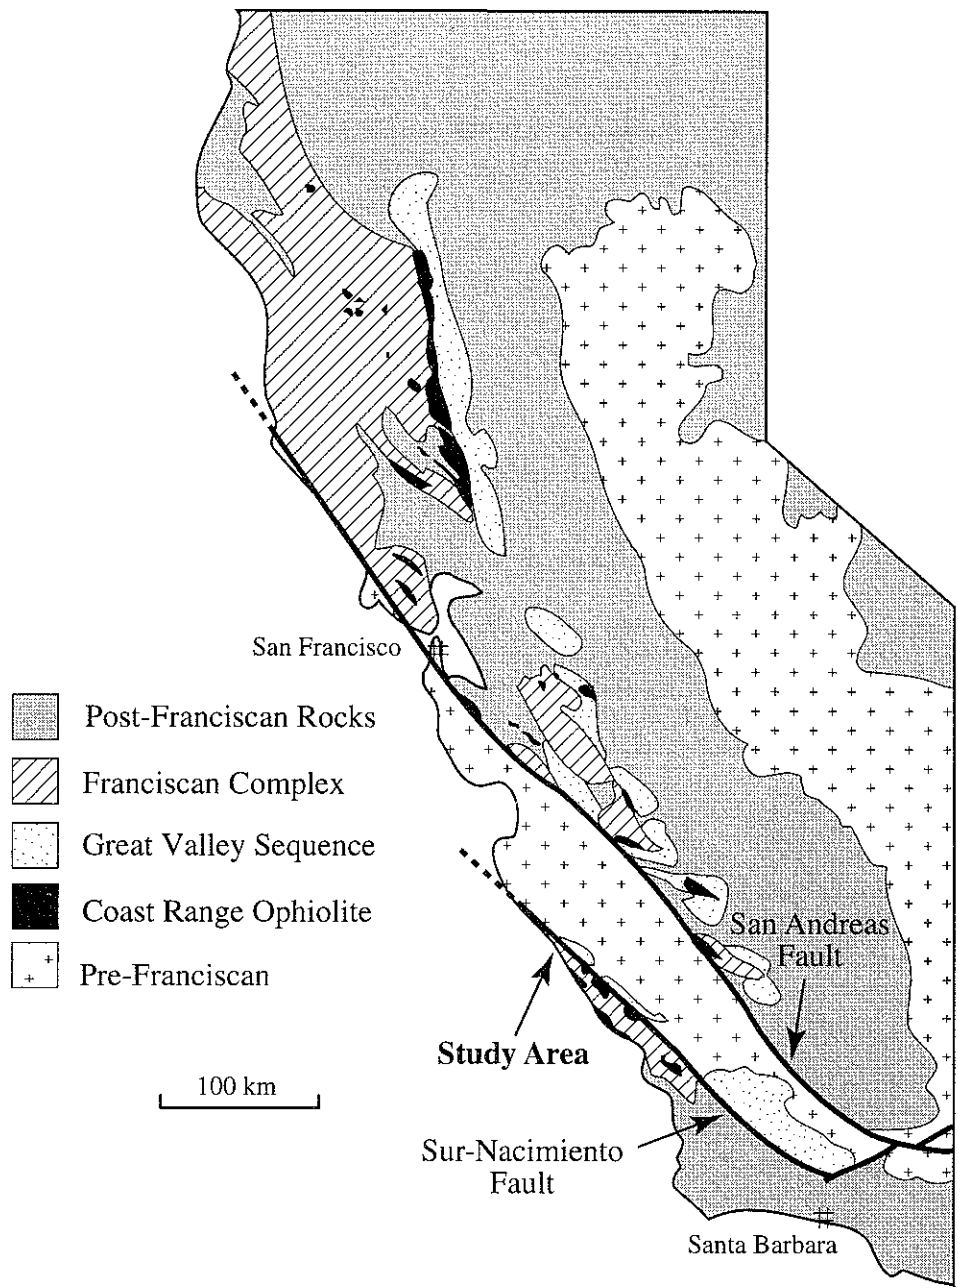 San Francisco
Post-Franciscan Rocks
Franciscan Complex
Great Valley Sequence
Coast Range Ophiolite
Pre-Franciscan
San Andreas
Fault
Study Area
100 km
Sur-Nacimiento
Fault
Santa Barbara